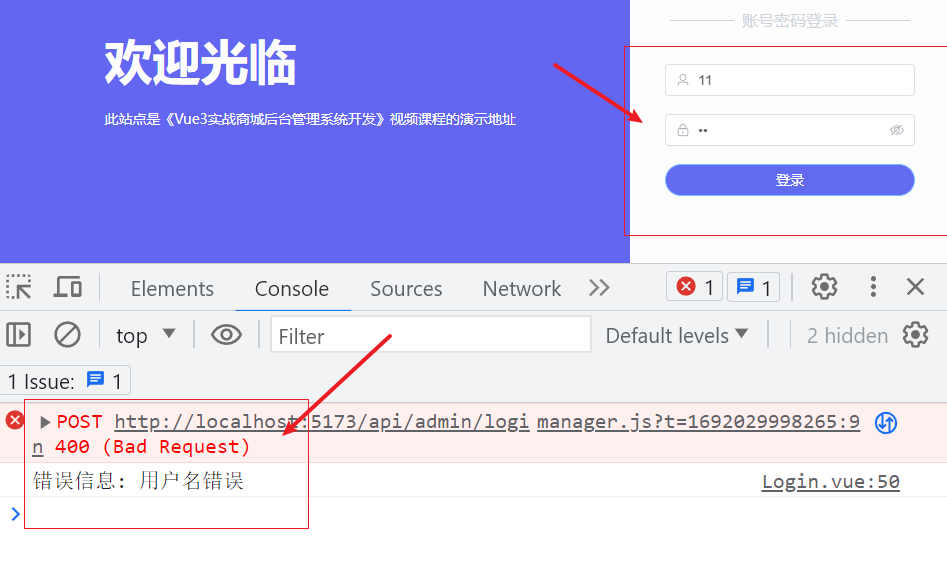 账号密码登录
欢迎光临
此站点是《Vue3实战商城后台管理系统开发》视频课程的演示地址
11
••
登录
Elements Console Sources Network 1 1
top Filter Default levels 2 hidden
1 Issue: 1
POST http://localhost:5173/api/admin/logi manager.js?t=1692029998265:9
n 400 (Bad Request)
错误信息: 用户名错误 Login.vue:50